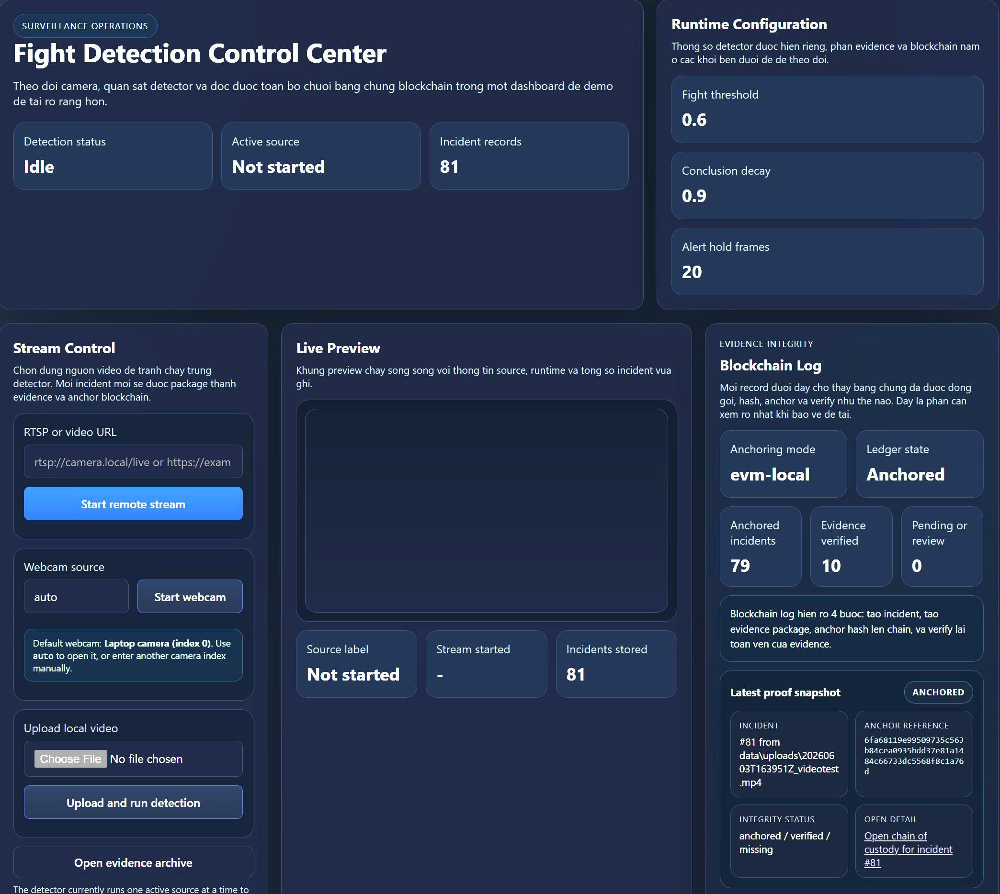 SURVEILLANCE OPERATIONS
Fight Detection Control Center
Theo doi camera, quan sat detector va doc duoc toan bo chuoi bang chung blockchain trong mot dashboard de demo
de tai ro rang hon.
Detection status
Idle
Active source
Not started
Incident records
81
Runtime Configuration
Thong so detector duoc hien rieng, phan evidence va blockchain nam
o cac khoi ben duoi de de theo doi.
Fight threshold
0.6
Conclusion decay
0.9
Alert hold frames
20
Stream Control
Chon dung nguon video de tranh chay trung
detector. Moi incident moi se duoc package thanh
evidence va anchor blockchain.
RTSP or video URL
rtsp://camera.local/live or https://exam
Start remote stream
Webcam source
auto
Start webcam
Default webcam: Laptop camera (index 0). Use
auto to open it, or enter another camera index
manually.
Upload local video
Choose File No file chosen
Upload and run detection
Open evidence archive
The detector currently runs one active source at a time to
Live Preview
Khung preview chay song song voi thong tin source, runtime va tong so incident vua
ghi.
Source label
Not started
Stream started
-
Incidents stored
81
EVIDENCE INTEGRITY
Blockchain Log
Moi record duoi day cho thay bang chung da duoc dong
goi, hash, anchor va verify nhu the nao. Day la phan can
xem ro nhat khi bao ve de tai.
Anchoring mode
evm-local
Ledger state
Anchored
Anchored
incidents
79
Evidence
verified
10
Pending or
review
0
Blockchain log hien ro 4 buoc: tao incident, tao
evidence package, anchor hash len chain, va verify lai
toan ven cua evidence.
Latest proof snapshot
ANCHORED
INCIDENT
#81 from
data\uploads\202606
03T163951Z_videotest
.mp4
ANCHOR REFERENCE
6fa68119e99509735c563
b84cea0935bdd37e81a14
84c66733dc5568f8c1a76
d
INTEGRITY STATUS
anchored / verified /
missing
OPEN DETAIL
Open chain of
custody for incident
#81